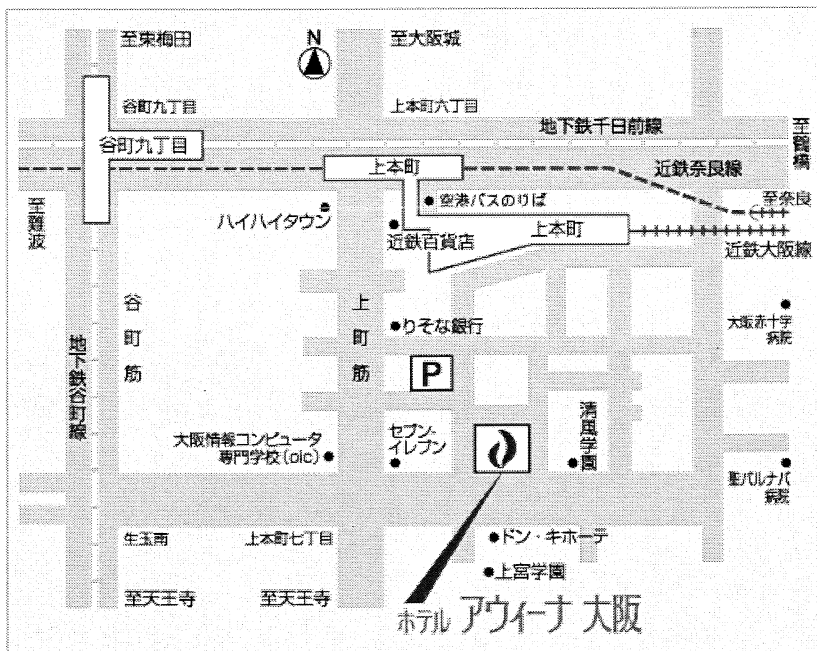 至東梅田
N
至大阪城
谷町九丁目
上本町六丁目
地下鉄千日前線
至鶴橋
谷町九丁目
上本町
近鉄奈良線
至難波
ハイハイタウン
空港バスのりば
至奈良
近鉄百貨店
上本町
近鉄大阪線
谷町筋
上町筋
りそな銀行
大阪赤十字
病院
地下鉄谷町線
P
大阪情報コンピュータ
専門学校(oic)
セブン-
イレブン
清風学園
聖バルナバ
病院
生玉南
上本町七丁目
ドン・キホーテ
上宮学園
至天王寺
至天王寺
ホテル アウィーナ 大阪